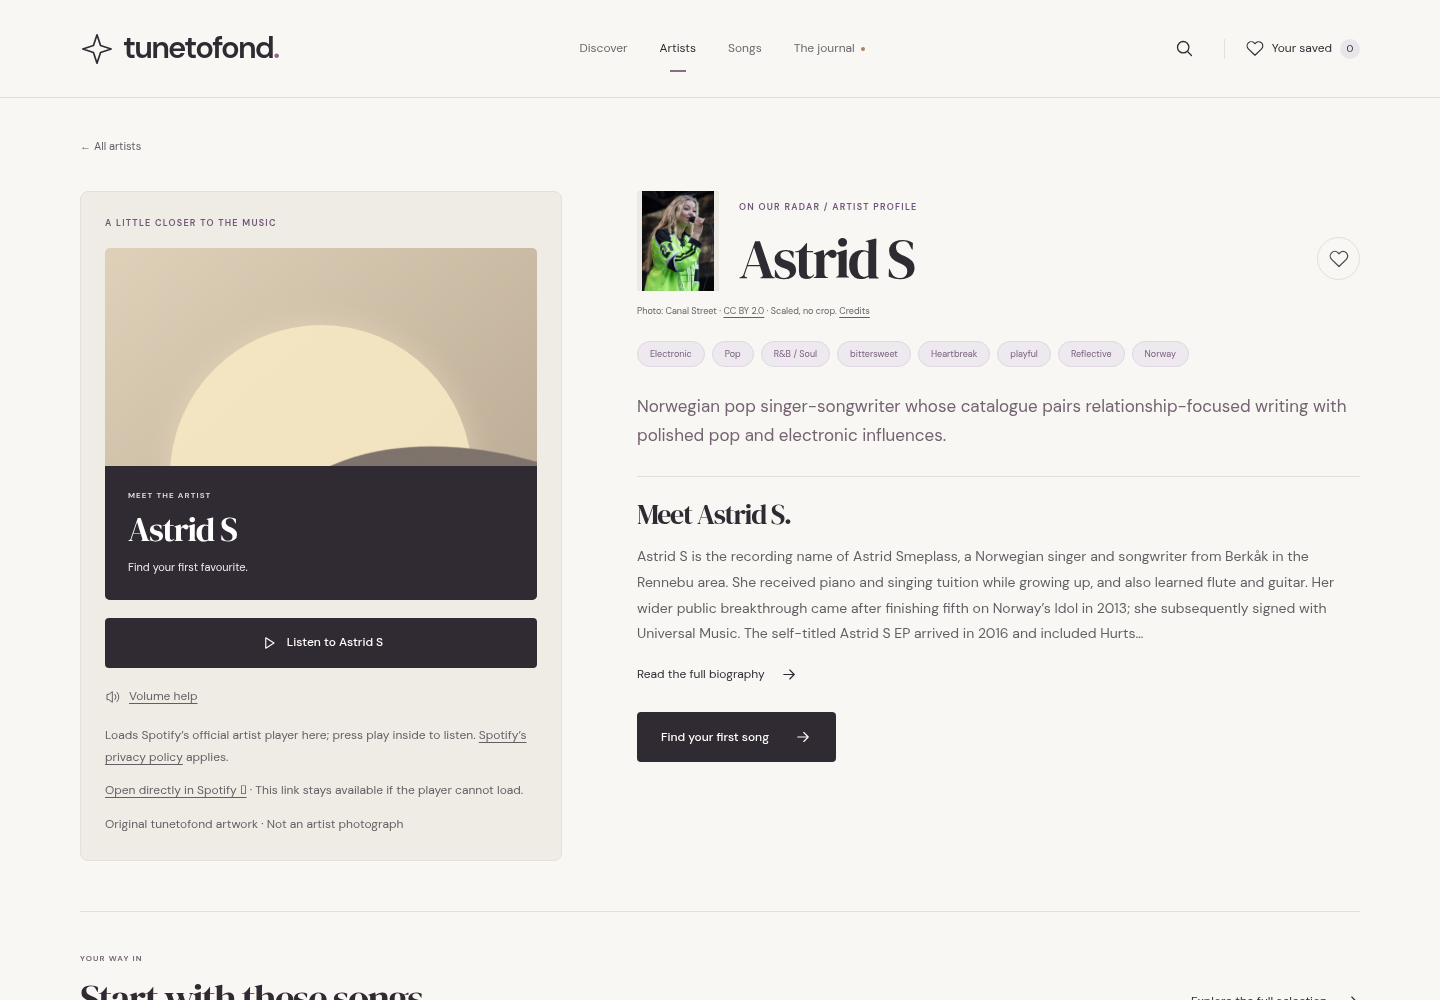 tunetofond.
Discover
Artists
Songs
The journal
Your saved
0
← All artists
A LITTLE CLOSER TO THE MUSIC
MEET THE ARTIST
Astrid S
Find your first favourite.
Listen to Astrid S
Volume help
Loads Spotify’s official artist player here; press play inside to listen. Spotify’s
privacy policy applies.
Open directly in Spotify · This link stays available if the player cannot load.
Original tunetofond artwork · Not an artist photograph
ON OUR RADAR / ARTIST PROFILE
Astrid S
Photo: Canal Street · CC BY 2.0 · Scaled, no crop. Credits
Electronic
Pop
R&B / Soul
bittersweet
Heartbreak
playful
Reflective
Norway
Norwegian pop singer-songwriter whose catalogue pairs relationship-focused writing with
polished pop and electronic influences.
Meet Astrid S.
Astrid S is the recording name of Astrid Smeplass, a Norwegian singer and songwriter from Berkåk in the
Rennebu area. She received piano and singing tuition while growing up, and also learned flute and guitar. Her
wider public breakthrough came after finishing fifth on Norway’s Idol in 2013; she subsequently signed with
Universal Music. The self-titled Astrid S EP arrived in 2016 and included Hurts…
Read the full biography →
Find your first song →
YOUR WAY IN
Start with these songs
Explore the full selection →